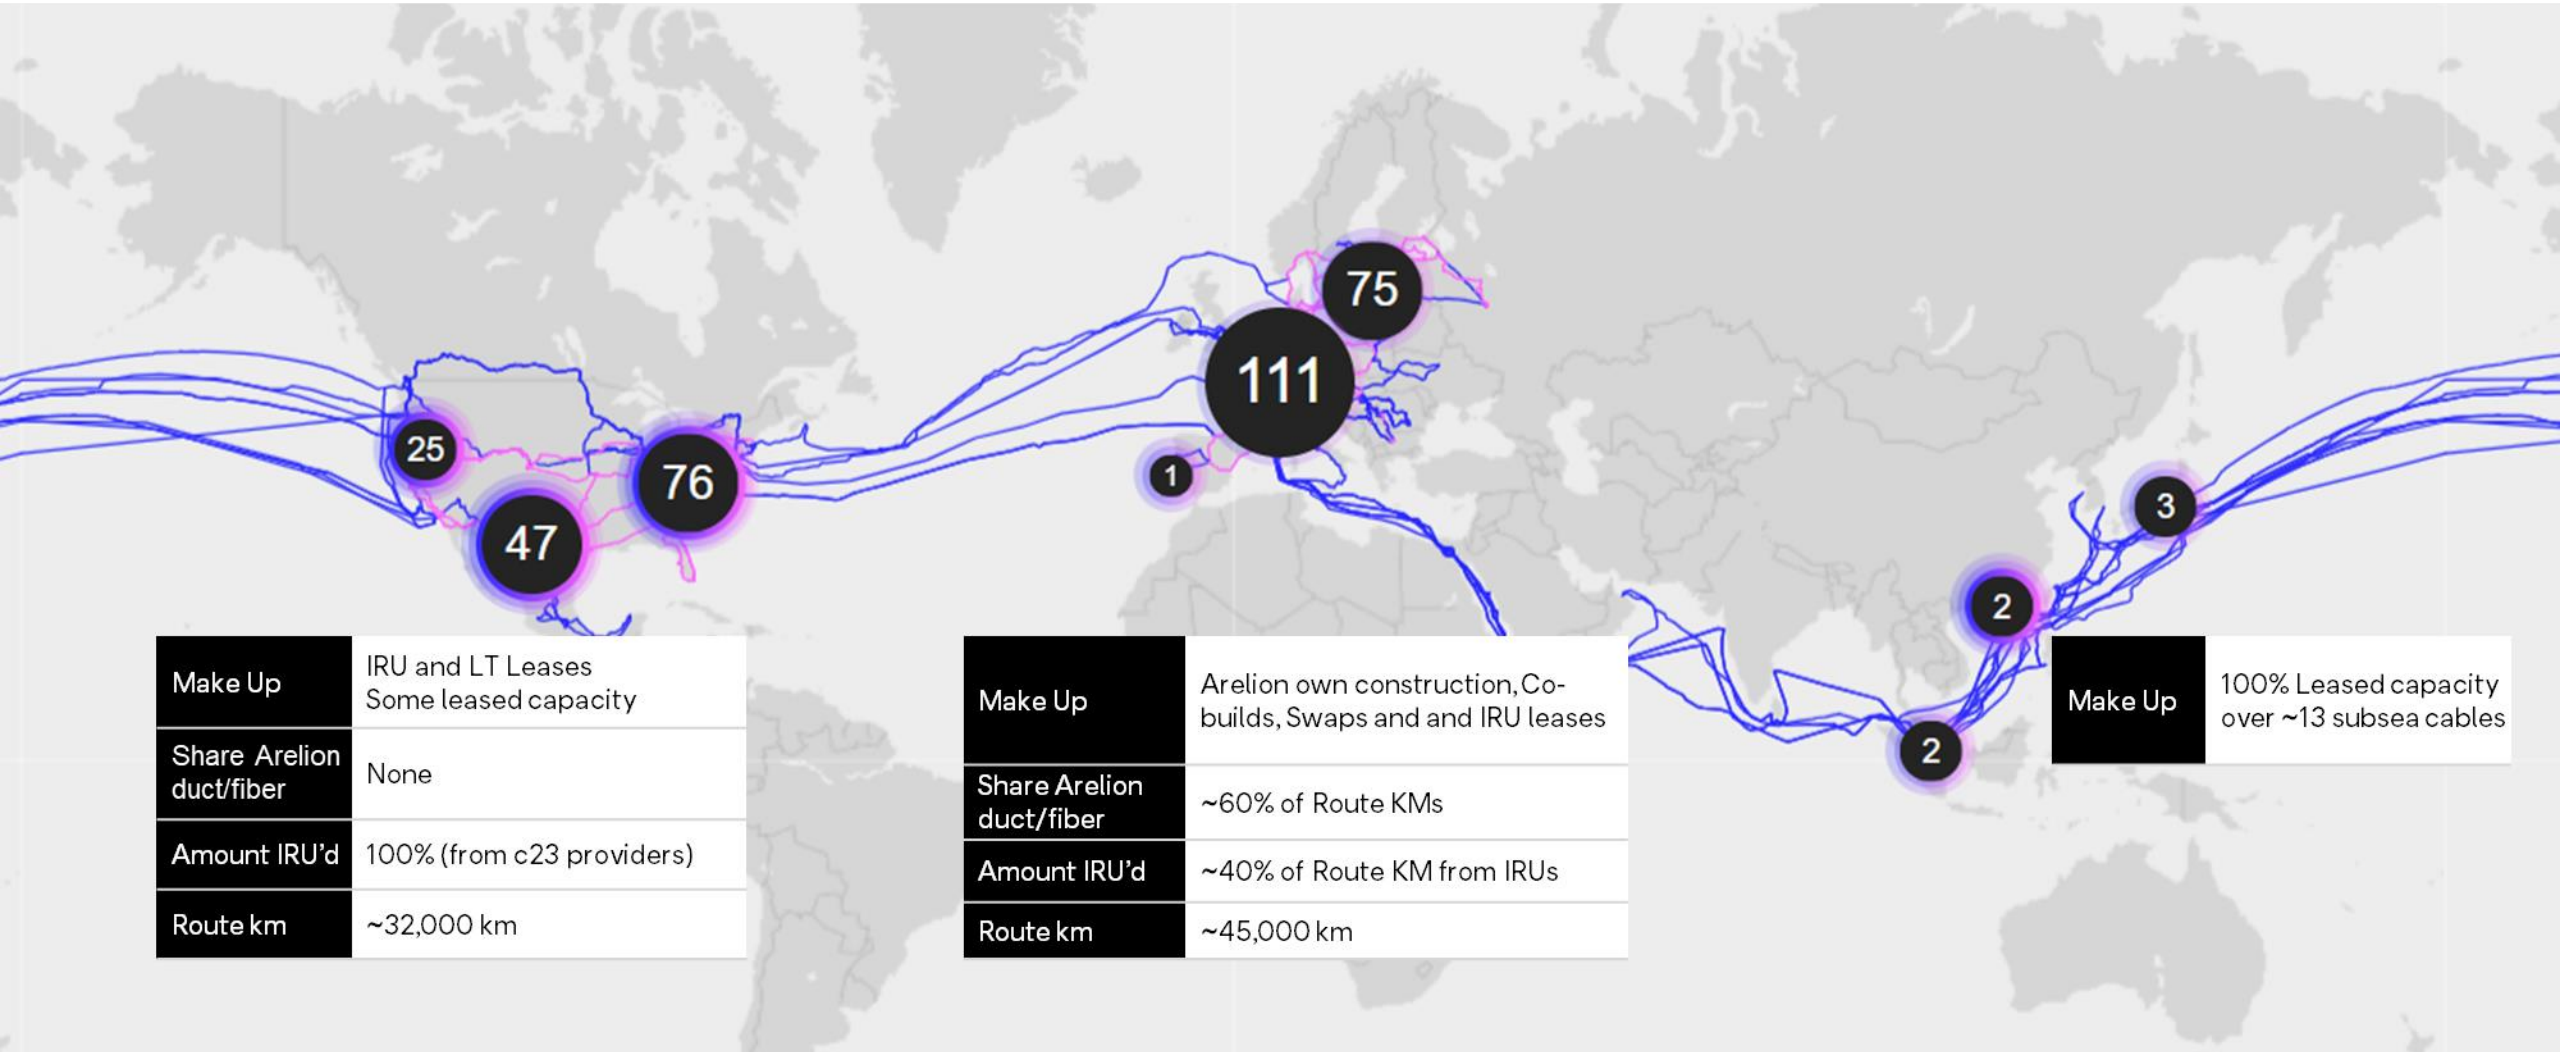 75
111
25
76
1
47
3
2
2
Make Up
IRU and LT Leases
Some leased capacity
Share Arelion
duct/fiber
None
Amount IRU'd
100% (from c23 providers)
Route km
~32,000 km
Make Up
Arelion own construction, Co-
builds, Swaps and and IRU leases
Share Arelion
duct/fiber
~60% of Route KMs
Amount IRU'd
~40% of Route KM from IRUs
Route km
~45,000 km
Make Up
100% Leased capacity
over ~13 subsea cables